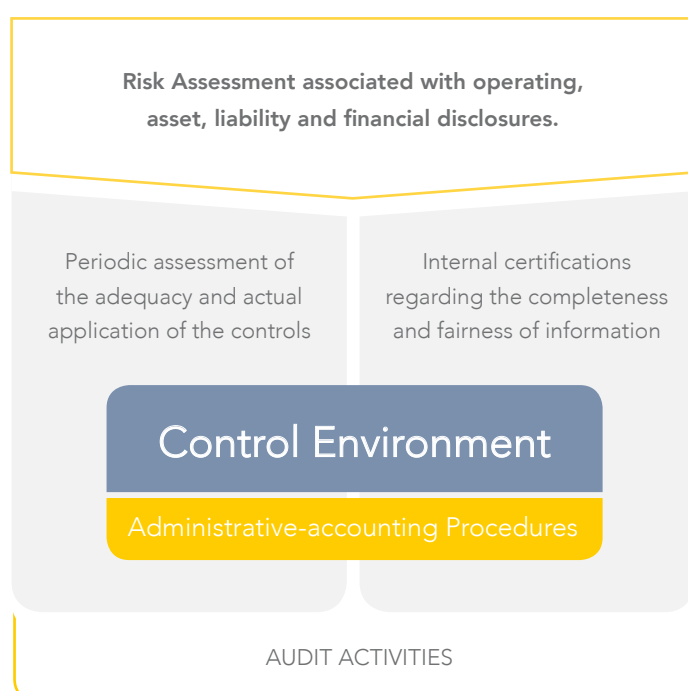 Risk Assessment associated with operating,
asset, liability and financial disclosures.
Periodic assessment of
the adequacy and actual
application of the controls
Internal certifications
regarding the completeness
and fairness of information
Control Environment
Administrative-accounting Procedures
AUDIT ACTIVITIES